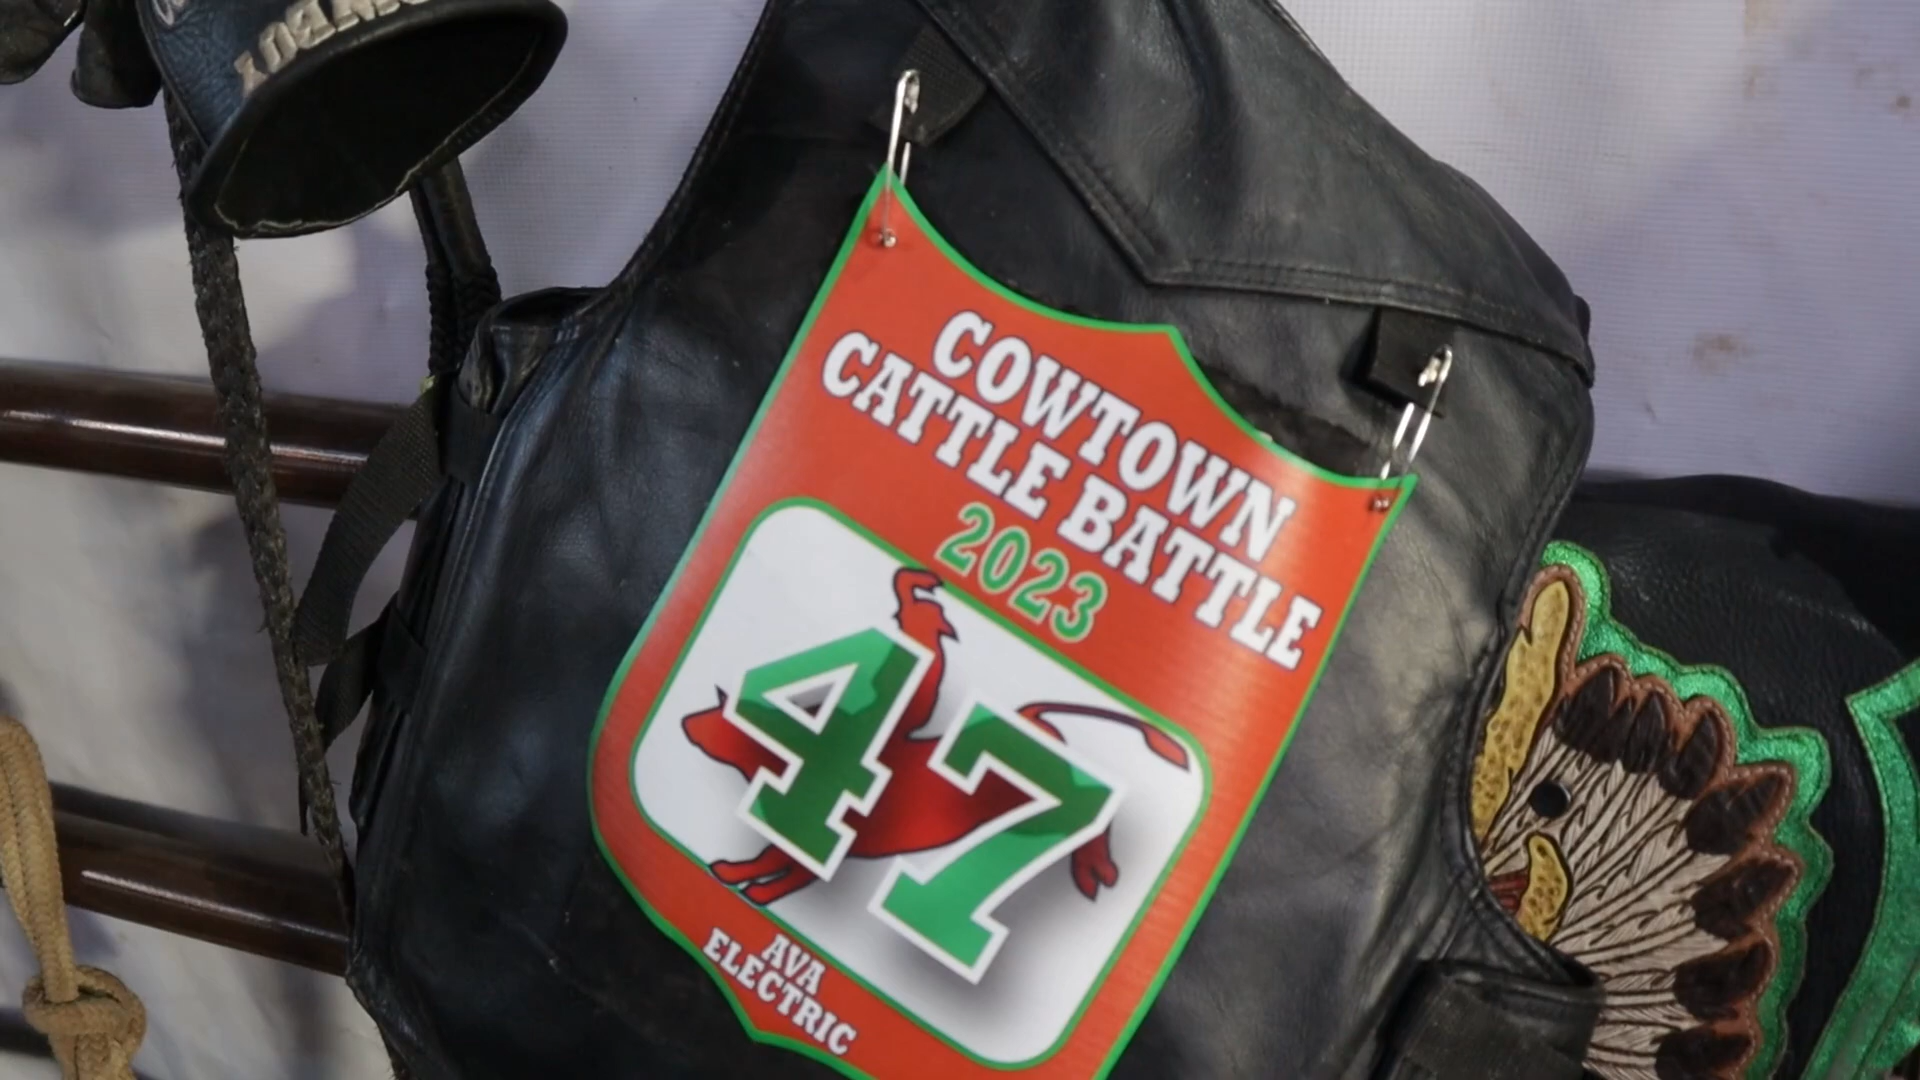 COWTOWN
CATTLE BATTLE
2023
47
AVA
ELECTRIC